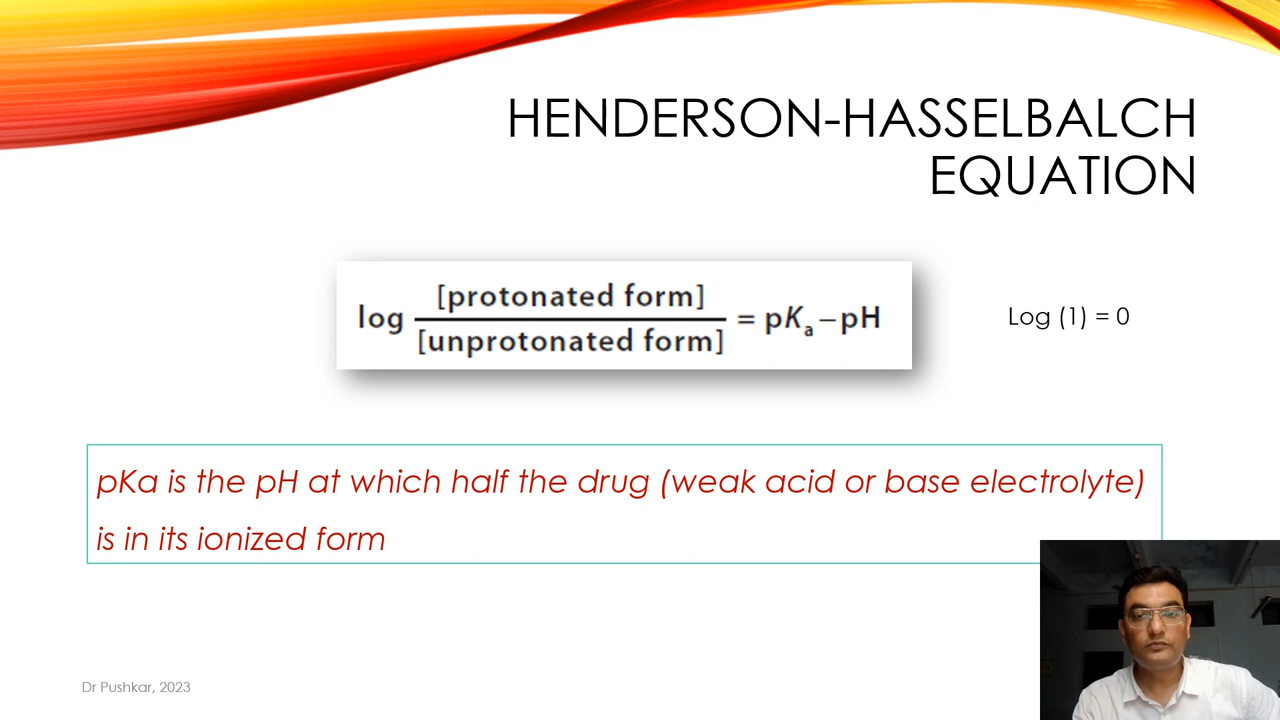 HENDERSON-HASSELBALCH
EQUATION
log [protonated form] / [unprotonated form] = pKa – pH
Log (1) = 0
pKa is the pH at which half the drug (weak acid or base electrolyte)
is in its ionized form
Dr Pushkar, 2023